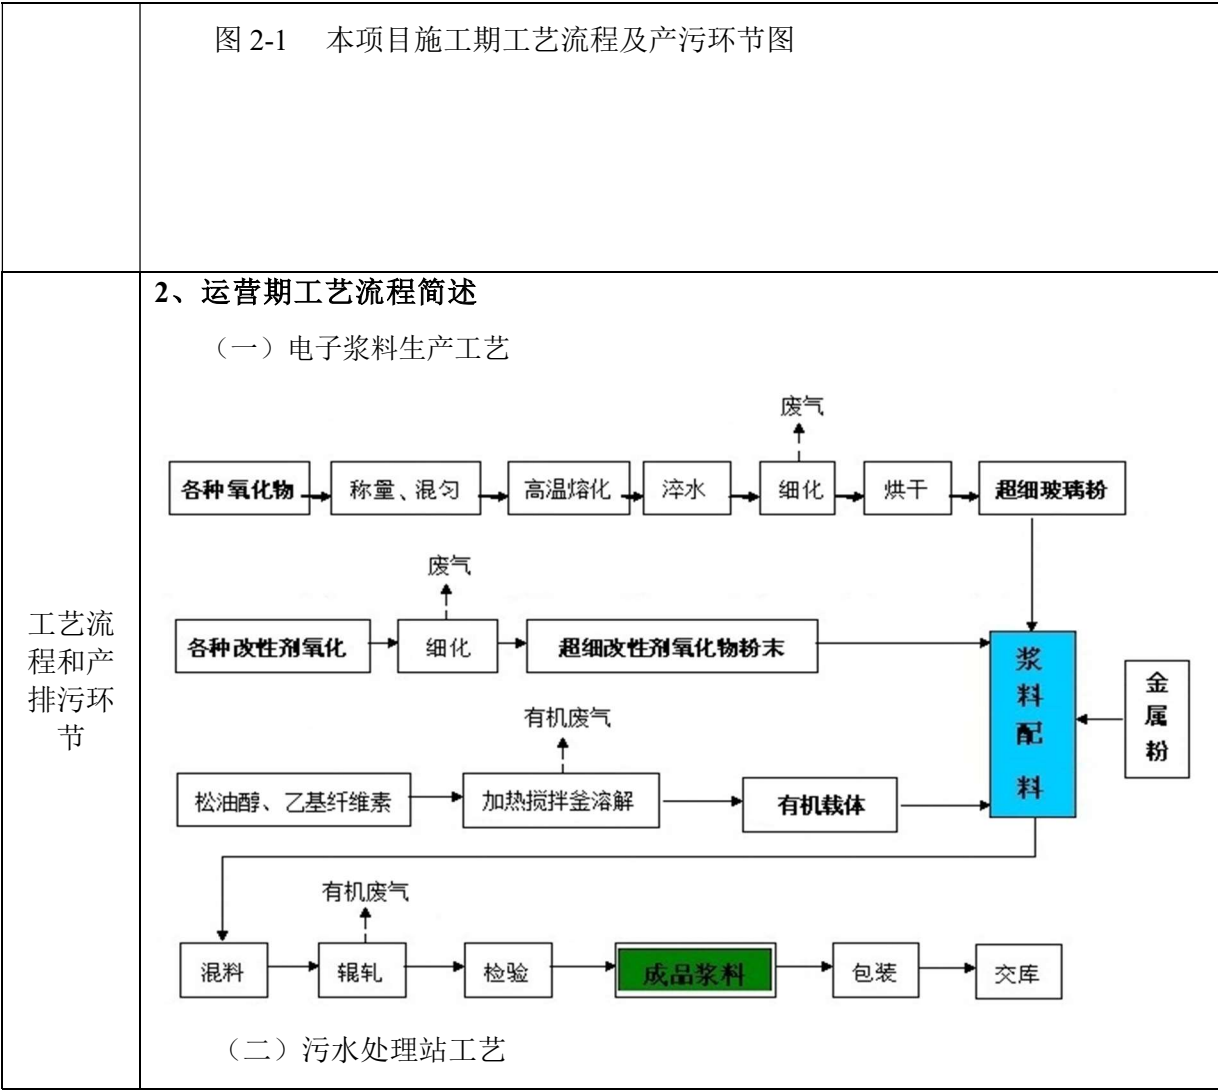 图 2-1 本项目施工期工艺流程及产污环节图
工艺流
程和产
排污环
节
2、运营期工艺流程简述
（一）电子浆料生产工艺
废气
各种氧化物 称量、混匀 高温熔化 淬水 细化 烘干 超细玻璃粉
废气
各种改性剂氧化 细化 超细改性剂氧化物粉末
浆料配料
金属粉
有机废气
松油醇、乙基纤维素 加热搅拌釜溶解 有机载体
有机废气
混料 辊轧 检验 成品浆料 包装 交库
（二）污水处理站工艺